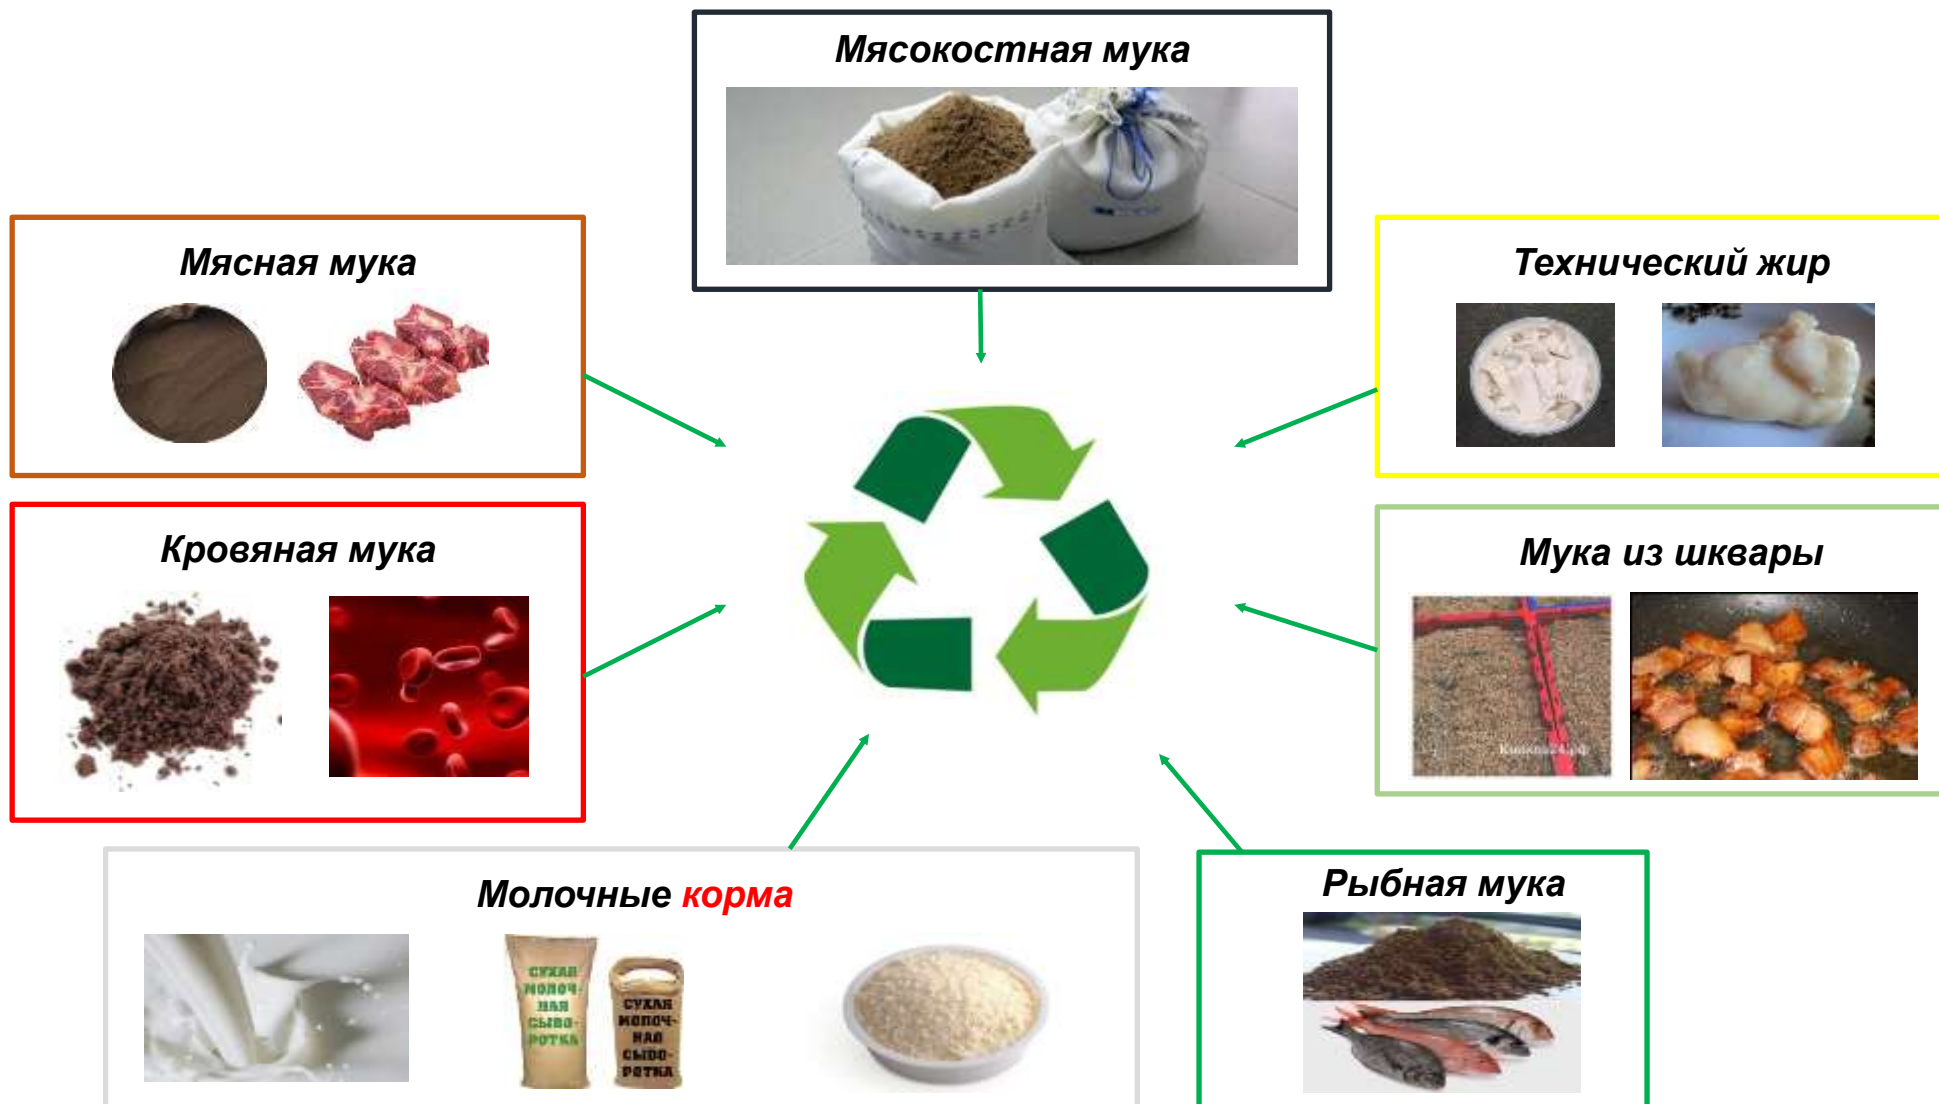 Мясокостная мука
Мясная мука
Технический жир
Кровяная мука
Мука из шквары
Молочные корма
СУХАЯ
МОЛОЧ-
НАЯ
СЫВО-
РОТКА
СУХАЯ
МОЛОЧ-
НАЯ
СЫВО-
РОТКА
Рыбная мука